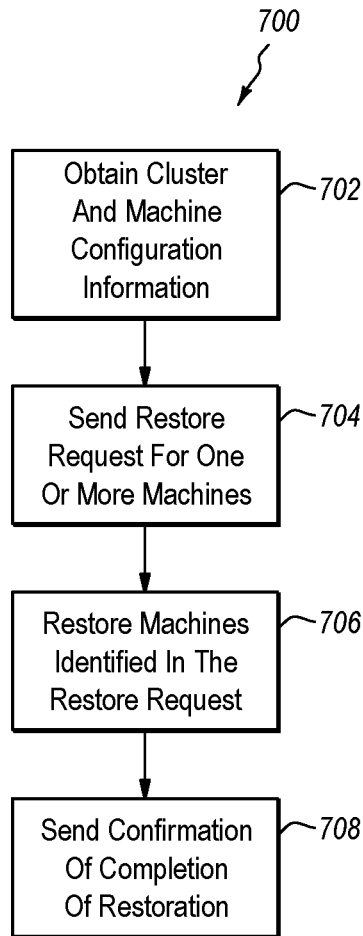 700
Obtain Cluster
And Machine
Configuration
Information
702
Send Restore
Request For One
Or More Machines
704
Restore Machines
Identified In The
Restore Request
706
Send Confirmation
Of Completion
Of Restoration
708